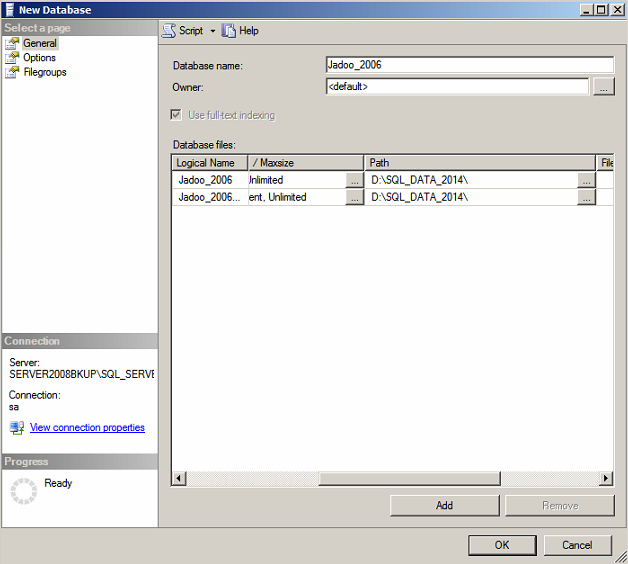 New Database
Select a page
General
Options
Filegroups
Script Help
Database name: Jadoo_2006
Owner: <default> ...
Use full-text indexing
Database files:
Logical Name / Maxsize Path File
Jadoo_2006 Unlimited ... D:\SQL_DATA_2014\ ...
Jadoo_2006... ent, Unlimited ... D:\SQL_DATA_2014\ ...
Connection
Server:
SERVER2008BKUP\SQL_SERVE
Connection:
sa
View connection properties
Progress
Ready
Add Remove
OK Cancel